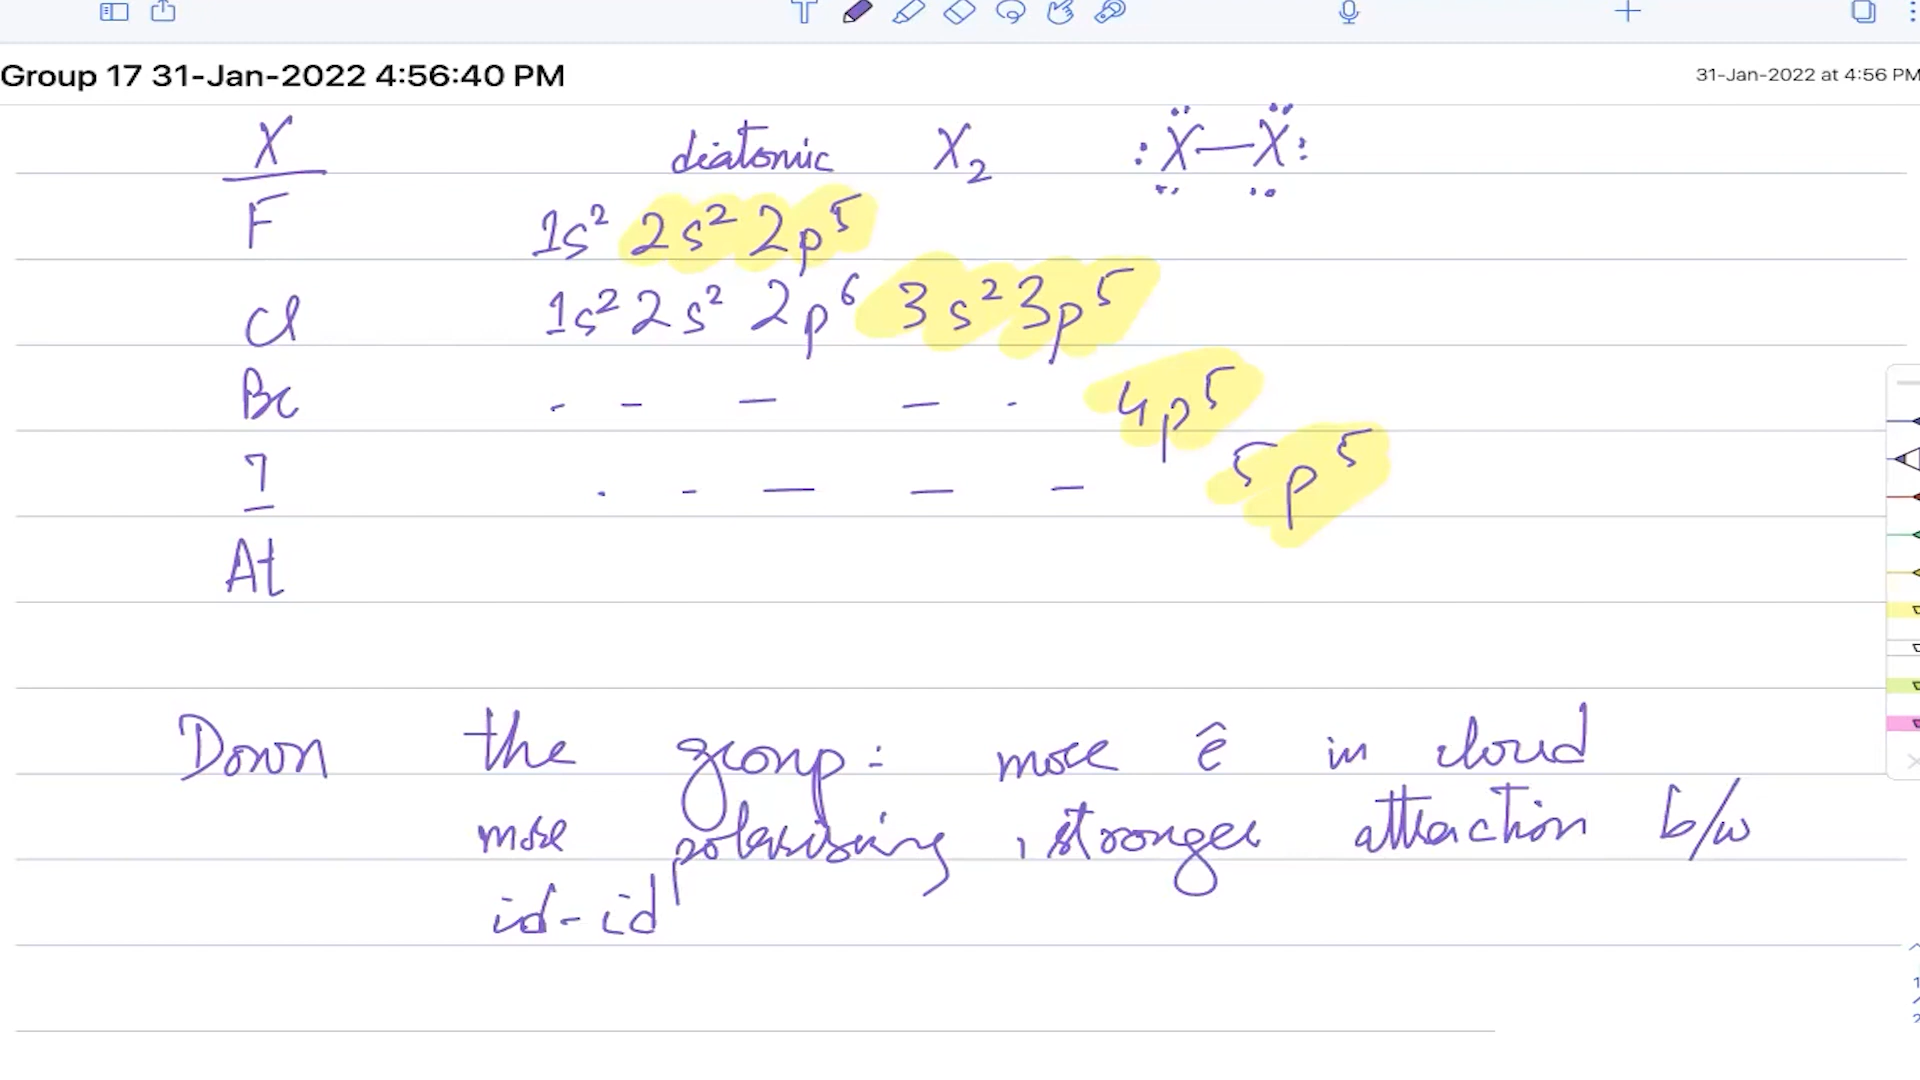 Group 17 31-Jan-2022 4:56:40 PM
31-Jan-2022 at 4:56 PM
X diatomic X₂ :X—X:
F 1s² 2s² 2p⁵
Cl 1s² 2s² 2p⁶ 3s² 3p⁵
Br - - - - - 4p⁵
I - - - - - 5p⁵
At
Down the group: more ē in cloud
more polarising, stronger attraction b/w
id-id